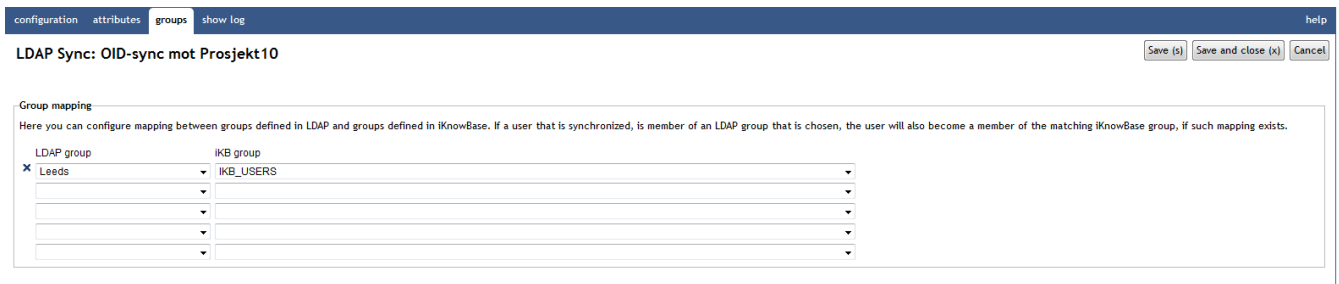 configuration attributes groups show log help
LDAP Sync: OID-sync mot Prosjekt10 Save (s) Save and close (x) Cancel
Group mapping
Here you can configure mapping between groups defined in LDAP and groups defined in iKnowBase. If a user that is synchronized, is member of an LDAP group that is chosen, the user will also become a member of the matching iKnowBase group, if such mapping exists.
LDAP group iKB group
Leeds IKB_USERS